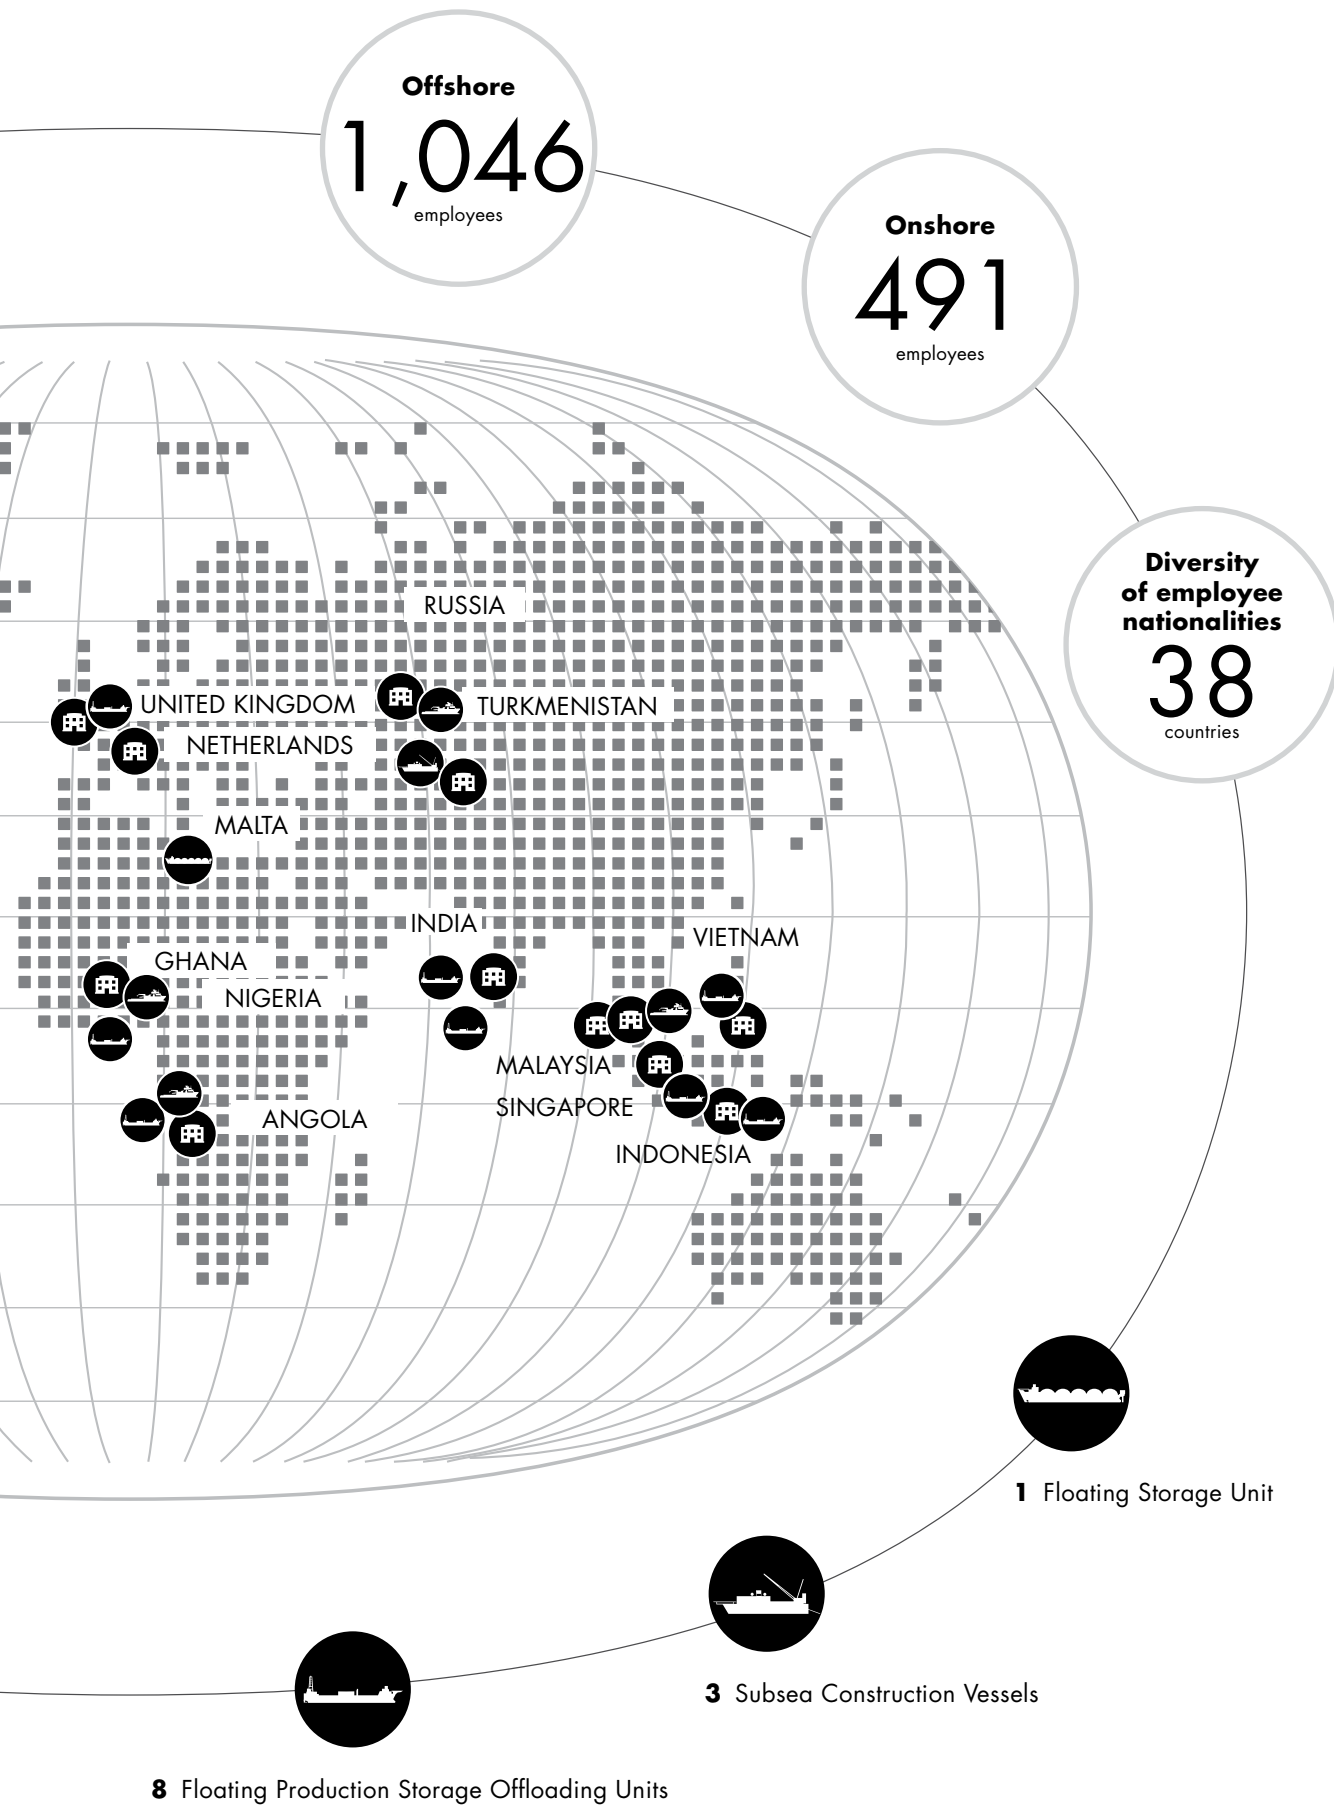 Offshore
1,046
employees
Onshore
491
employees
Diversity
of employee
nationalities
38
countries
RUSSIA
UNITED KINGDOM
TURKMENISTAN
NETHERLANDS
MALTA
INDIA
VIETNAM
GHANA
NIGERIA
MALAYSIA
SINGAPORE
ANGOLA
INDONESIA
1 Floating Storage Unit
3 Subsea Construction Vessels
8 Floating Production Storage Offloading Units